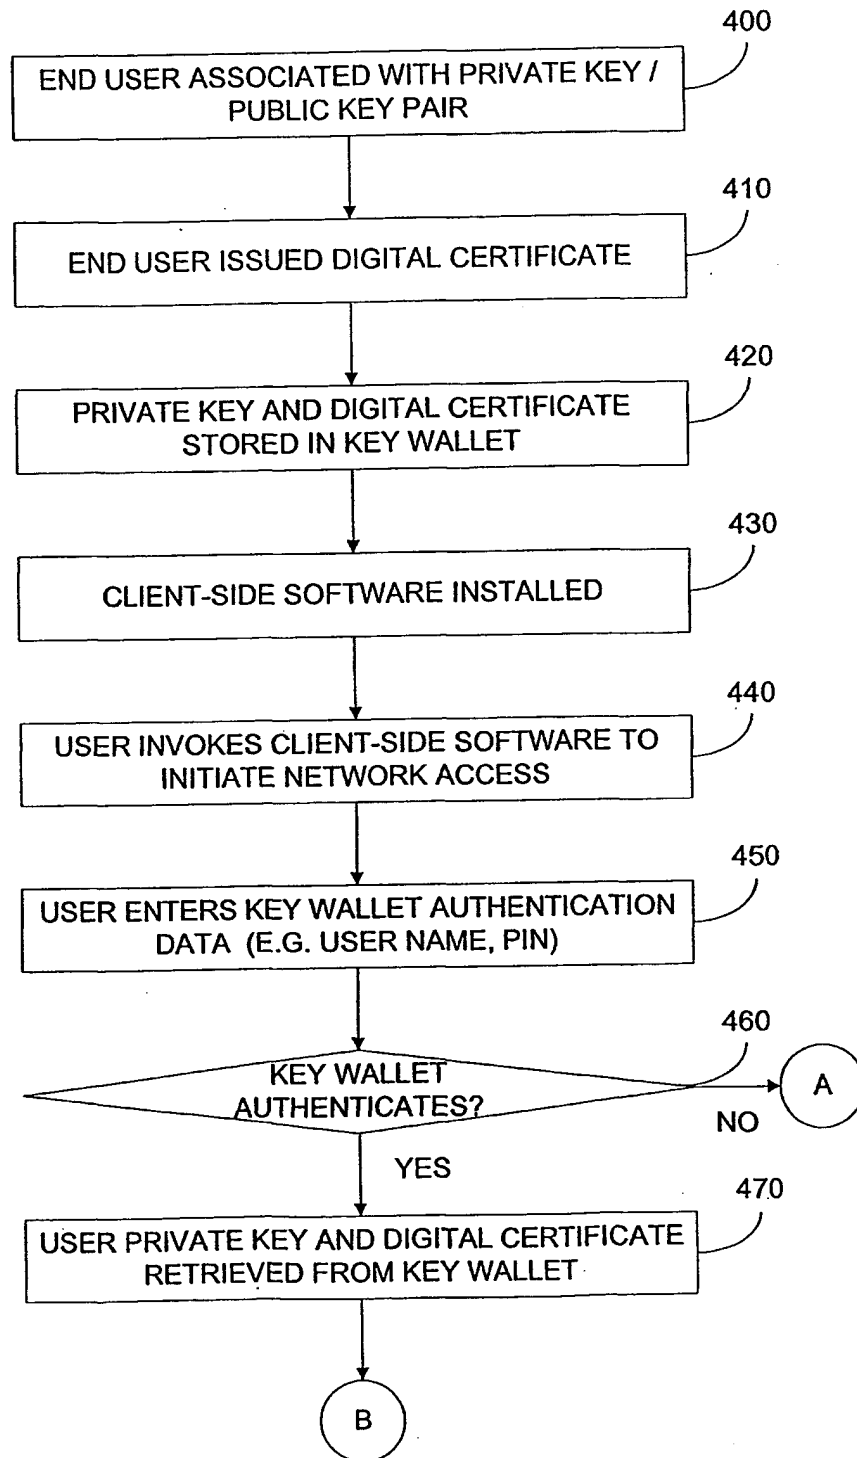 400
END USER ASSOCIATED WITH PRIVATE KEY /
PUBLIC KEY PAIR
410
END USER ISSUED DIGITAL CERTIFICATE
420
PRIVATE KEY AND DIGITAL CERTIFICATE
STORED IN KEY WALLET
430
CLIENT-SIDE SOFTWARE INSTALLED
440
USER INVOKES CLIENT-SIDE SOFTWARE TO
INITIATE NETWORK ACCESS
450
USER ENTERS KEY WALLET AUTHENTICATION
DATA (E.G. USER NAME, PIN)
460
KEY WALLET
AUTHENTICATES?
A
NO
YES
470
USER PRIVATE KEY AND DIGITAL CERTIFICATE
RETRIEVED FROM KEY WALLET
B